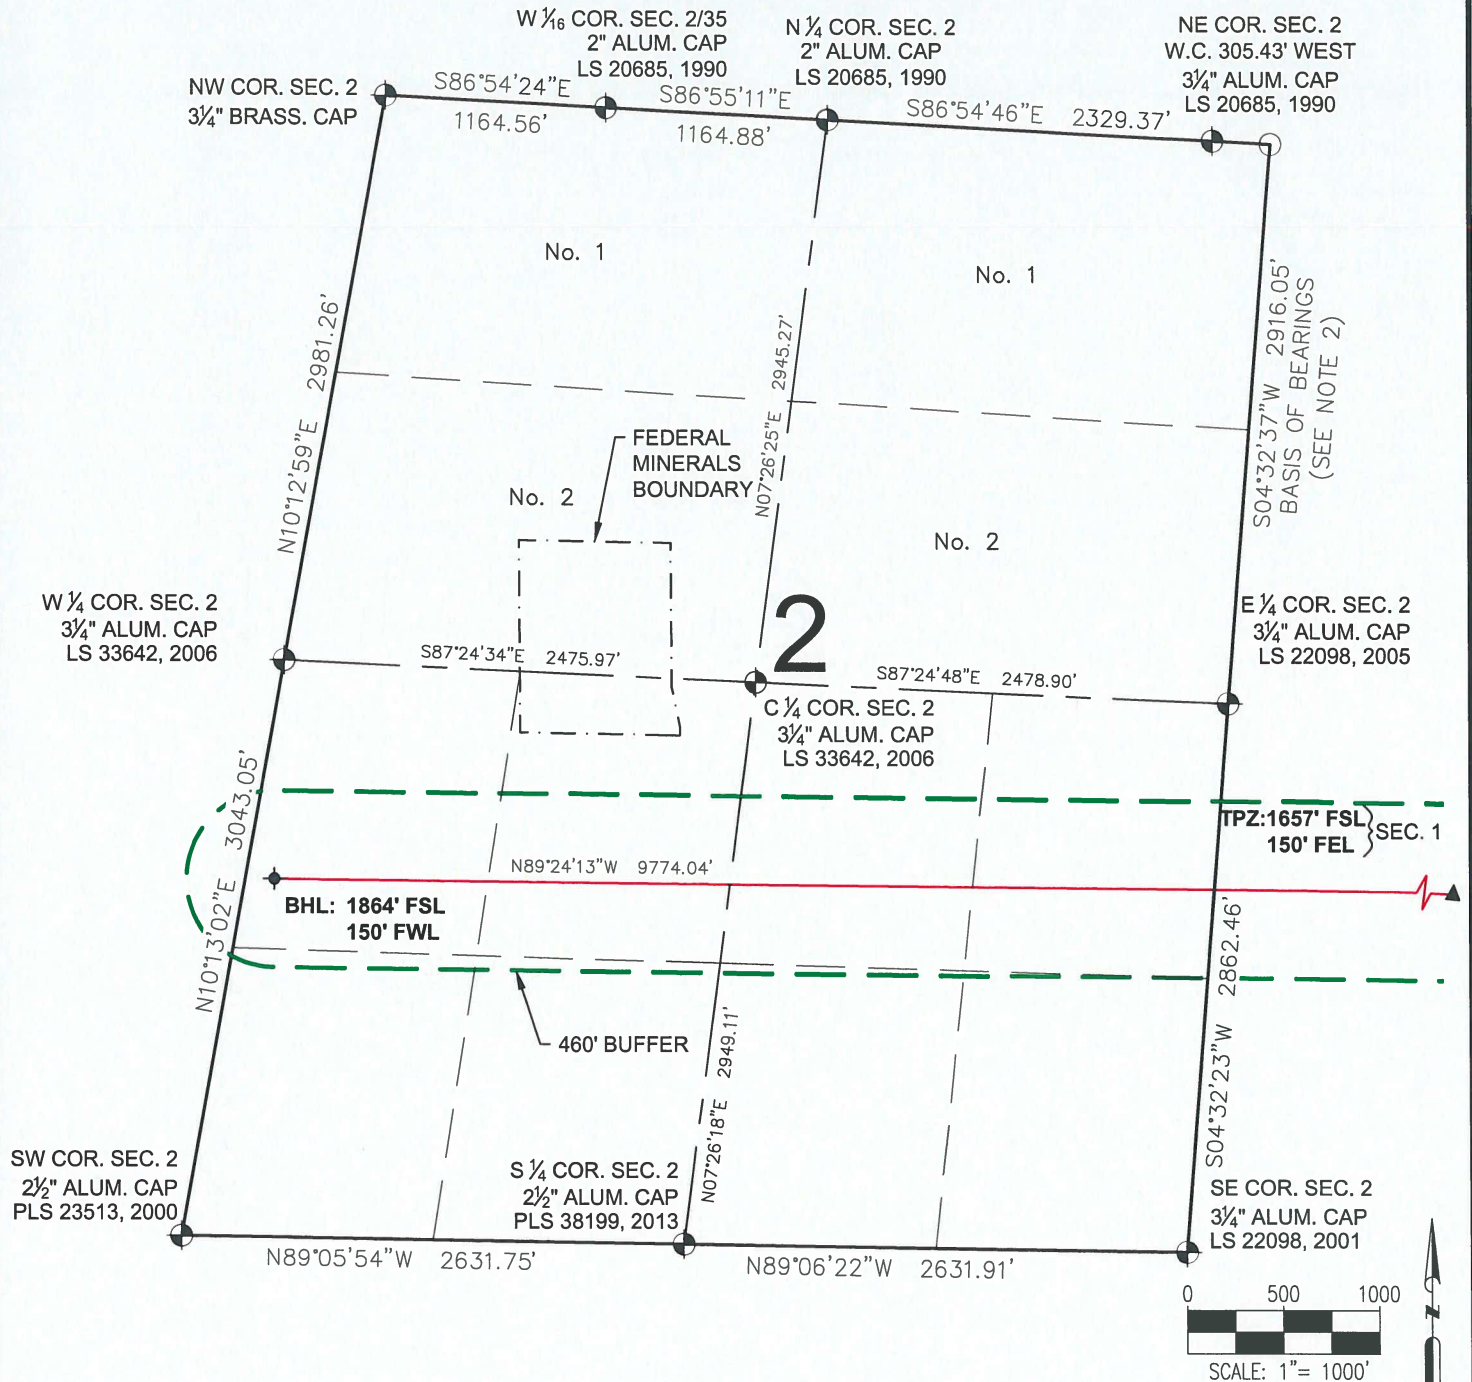 W 1/16 COR. SEC. 2/35
2" ALUM. CAP
LS 20685, 1990
N 1/4 COR. SEC. 2
2" ALUM. CAP
LS 20685, 1990
NE COR. SEC. 2
W.C. 305.43' WEST
3 1/4" ALUM. CAP
LS 20685, 1990
NW COR. SEC. 2
3 1/4" BRASS. CAP
S86°54'24"E
1164.56'
S86°55'11"E
1164.88'
S86°54'46"E 2329.37'
No. 1
No. 1
N10°12'59"E 2981.26'
N07°26'25"E 2945.27'
S04°32'37"W 2916.05'
BASIS OF BEARINGS
(SEE NOTE 2)
FEDERAL
MINERALS
BOUNDARY
No. 2
No. 2
2
W 1/4 COR. SEC. 2
3 1/4" ALUM. CAP
LS 33642, 2006
S87°24'34"E 2475.97'
S87°24'48"E 2478.90'
E 1/4 COR. SEC. 2
3 1/4" ALUM. CAP
LS 22098, 2005
C 1/4 COR. SEC. 2
3 1/4" ALUM. CAP
LS 33642, 2006
TPZ:1657' FSL
150' FEL
SEC. 1
N89°24'13"W 9774.04'
BHL: 1864' FSL
150' FWL
N10°13'02"E 3043.05'
460' BUFFER
N07°26'18"E 2949.11'
S04°32'23"W 2862.46'
SW COR. SEC. 2
2 1/2" ALUM. CAP
PLS 23513, 2000
S 1/4 COR. SEC. 2
2 1/2" ALUM. CAP
PLS 38199, 2013
SE COR. SEC. 2
3 1/4" ALUM. CAP
LS 22098, 2001
N89°05'54"W 2631.75'
N89°06'22"W 2631.91'
0 500 1000
SCALE: 1"= 1000'
N